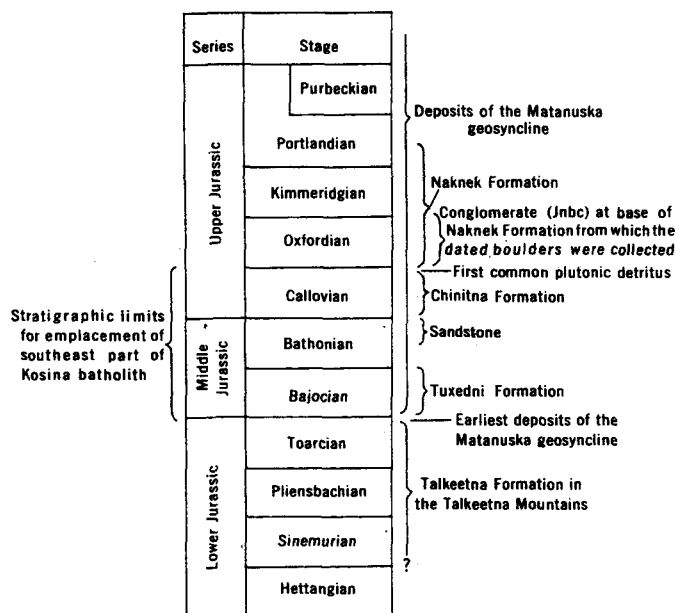 Series
Stage
Purbeckian
Portlandian
Kimmeridgian
Oxfordian
Callovian
Bathonian
Bajocian
Toarcian
Pliensbachian
Sinemurian
Hettangian
Upper Jurassic
Middle
Jurassic
Lower Jurassic
Stratigraphic limits
for emplacement of
southeast part of
Kosina batholith
Deposits of the Matanuska
geosyncline
Naknek Formation
Conglomerate (Jnbc) at base of
Naknek Formation from which the
dated boulders were collected
First common plutonic detritus
Chinitna Formation
Sandstone
Tuxedni Formation
Earliest deposits of the
Matanuska geosyncline
Talkeetna Formation in
the Talkeetna Mountains
?